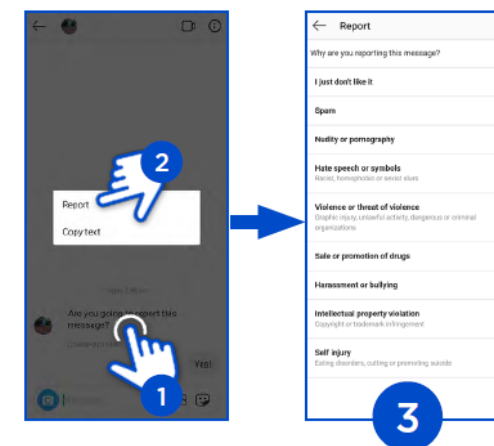 2
Report
Copy text
Are you going to report this
message?
Yes!
1
Report
Why are you reporting this message?
I just don't like it
Spam
Nudity or pornography
Hate speech or symbols
Racist, homophobic or sexist slurs
Violence or threat of violence
Graphic injury, unlawful activity, dangerous or criminal
organizations
Sale or promotion of drugs
Harassment or bullying
Intellectual property violation
Copyright or trademark infringement
Self injury
Eating disorders, cutting or promoting suicide
3